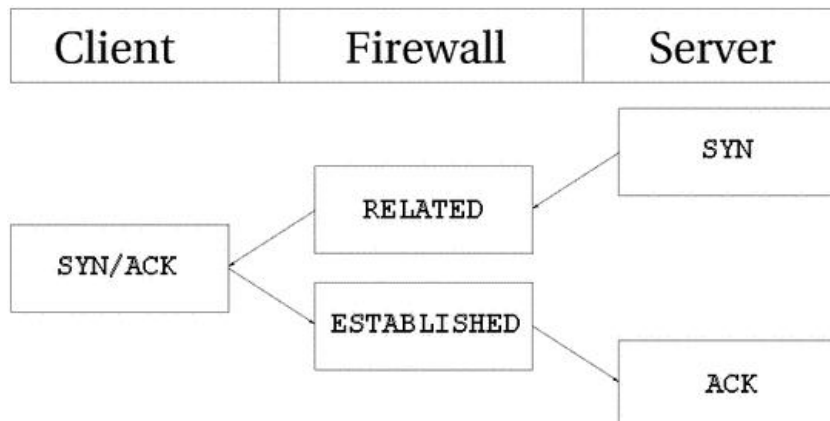 Client Firewall Server
SYN
RELATED
SYN/ACK
ESTABLISHED
ACK